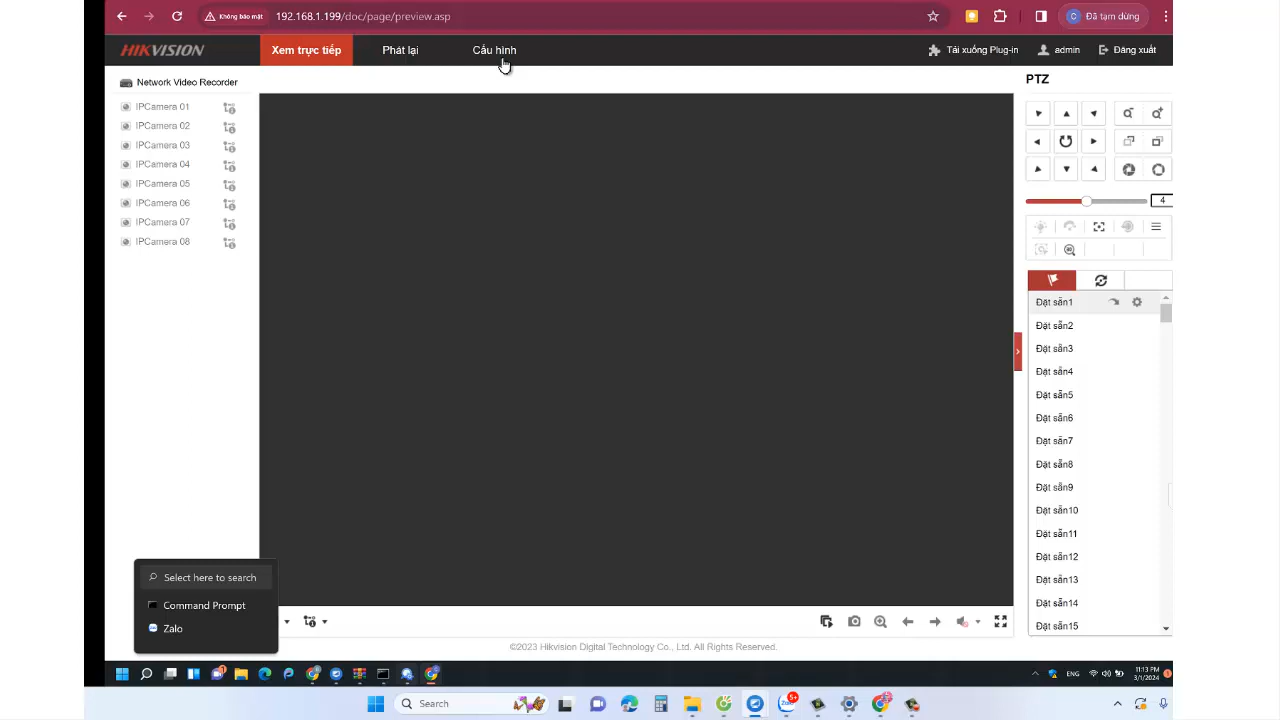 Không bảo mật
192.168.1.199/doc/page/preview.asp
C
Đã tạm dừng
HIKVISION
Xem trực tiếp
Phát lại
Cấu hình
Tải xuống Plug-in
admin
Đăng xuất
Network Video Recorder
IPCamera 01
IPCamera 02
IPCamera 03
IPCamera 04
IPCamera 05
IPCamera 06
IPCamera 07
IPCamera 08
PTZ
4
Đặt sẵn1
Đặt sẵn2
Đặt sẵn3
Đặt sẵn4
Đặt sẵn5
Đặt sẵn6
Đặt sẵn7
Đặt sẵn8
Đặt sẵn9
Đặt sẵn10
Đặt sẵn11
Đặt sẵn12
Đặt sẵn13
Đặt sẵn14
Đặt sẵn15
Select here to search
Command Prompt
Zalo
©2023 Hikvision Digital Technology Co., Ltd. All Rights Reserved.
ENG
11:13 PM
3/1/2024
Search
5+